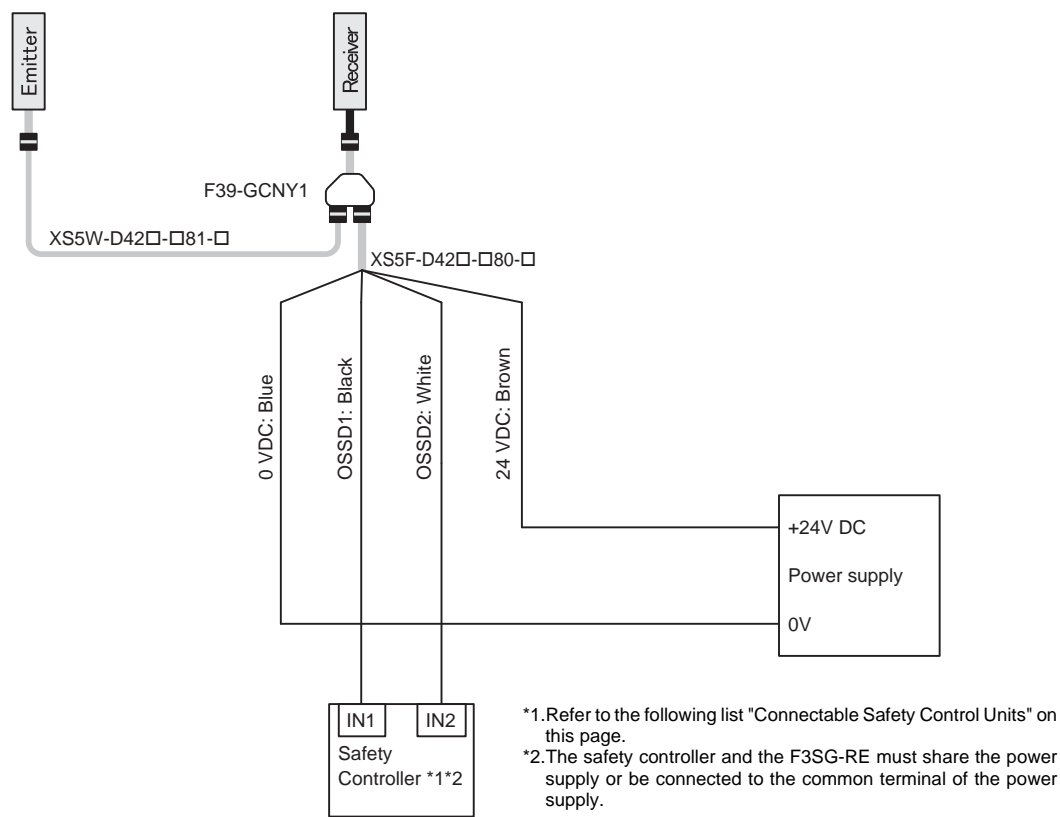 Emitter
Receiver
F39-GCNY1
XS5W-D42□-□81-□
XS5F-D42□-□80-□
0 VDC: Blue
OSSD1: Black
OSSD2: White
24 VDC: Brown
+24V DC
Power supply
0V
IN1
IN2
Safety
Controller *1*2
*1.Refer to the following list "Connectable Safety Control Units" on
this page.
*2.The safety controller and the F3SG-RE must share the power
supply or be connected to the common terminal of the power
supply.